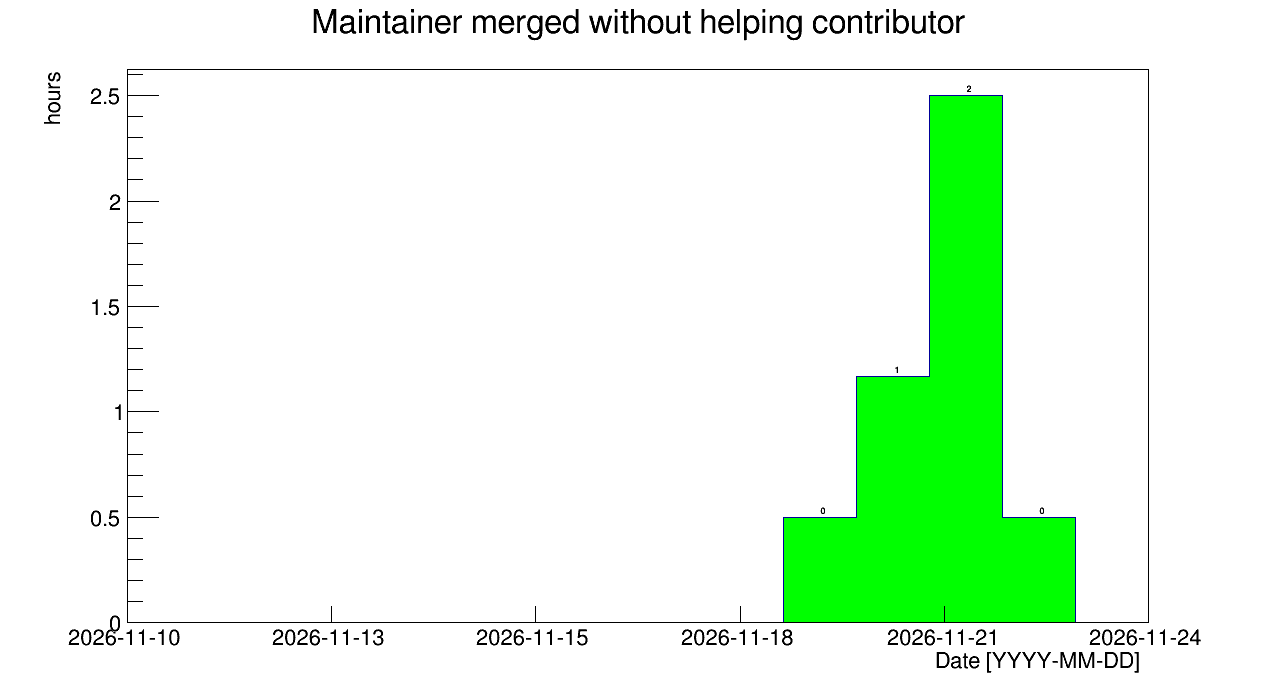 Maintainer merged without helping contributor
hours
2.5
2
1.5
1
0.5
0
2
1
0
0
2026-11-10 2026-11-13 2026-11-15 2026-11-18 2026-11-21 2026-11-24
Date [YYYY-MM-DD]